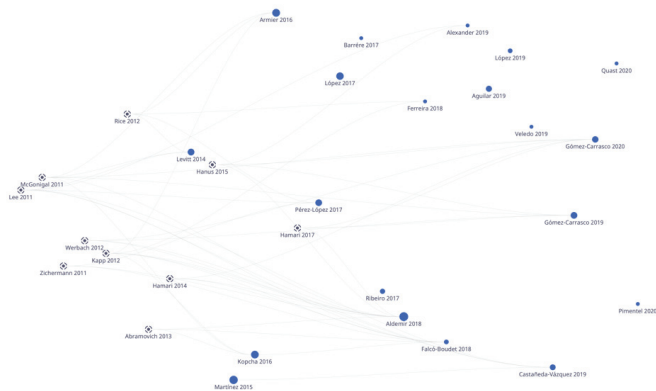 Armier 2016
Alexander 2019
Barrére 2017
López 2019
Quast 2020
López 2017
Aguilar 2019
Ferreira 2018
Rice 2012
Veledo 2019
Gómez-Carrasco 2020
Levitt 2014
Hanus 2015
McGonigal 2011
Lee 2011
Pérez-López 2017
Gómez-Carrasco 2019
Hamari 2017
Werbach 2012
Kapp 2012
Zichermann 2011
Hamari 2014
Ribeiro 2017
Pimentel 2020
Aldemir 2018
Abramovich 2013
Falcó-Boudet 2018
Kopcha 2016
Castañeda-Vázquez 2019
Martínez 2015